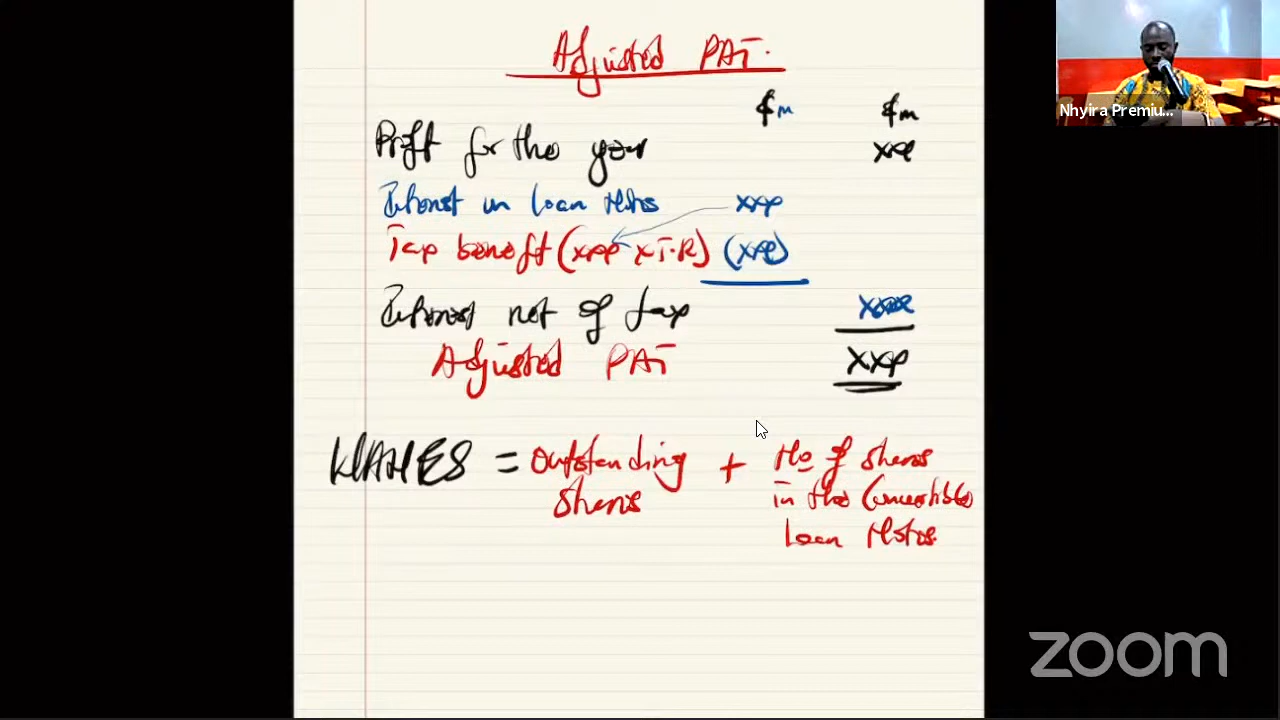 Adjusted PAT.
$m $m
Profit for the year xxx
Interest on loan Notes xxx
Tax benefit (xxx x T.R) (xxx)
Interest net of tax xxxx
Adjusted PAT xxx
WANES = Outstanding + No of shares
shares in the Convertible
loan Notes.
Nhyira Premiu...
zoom